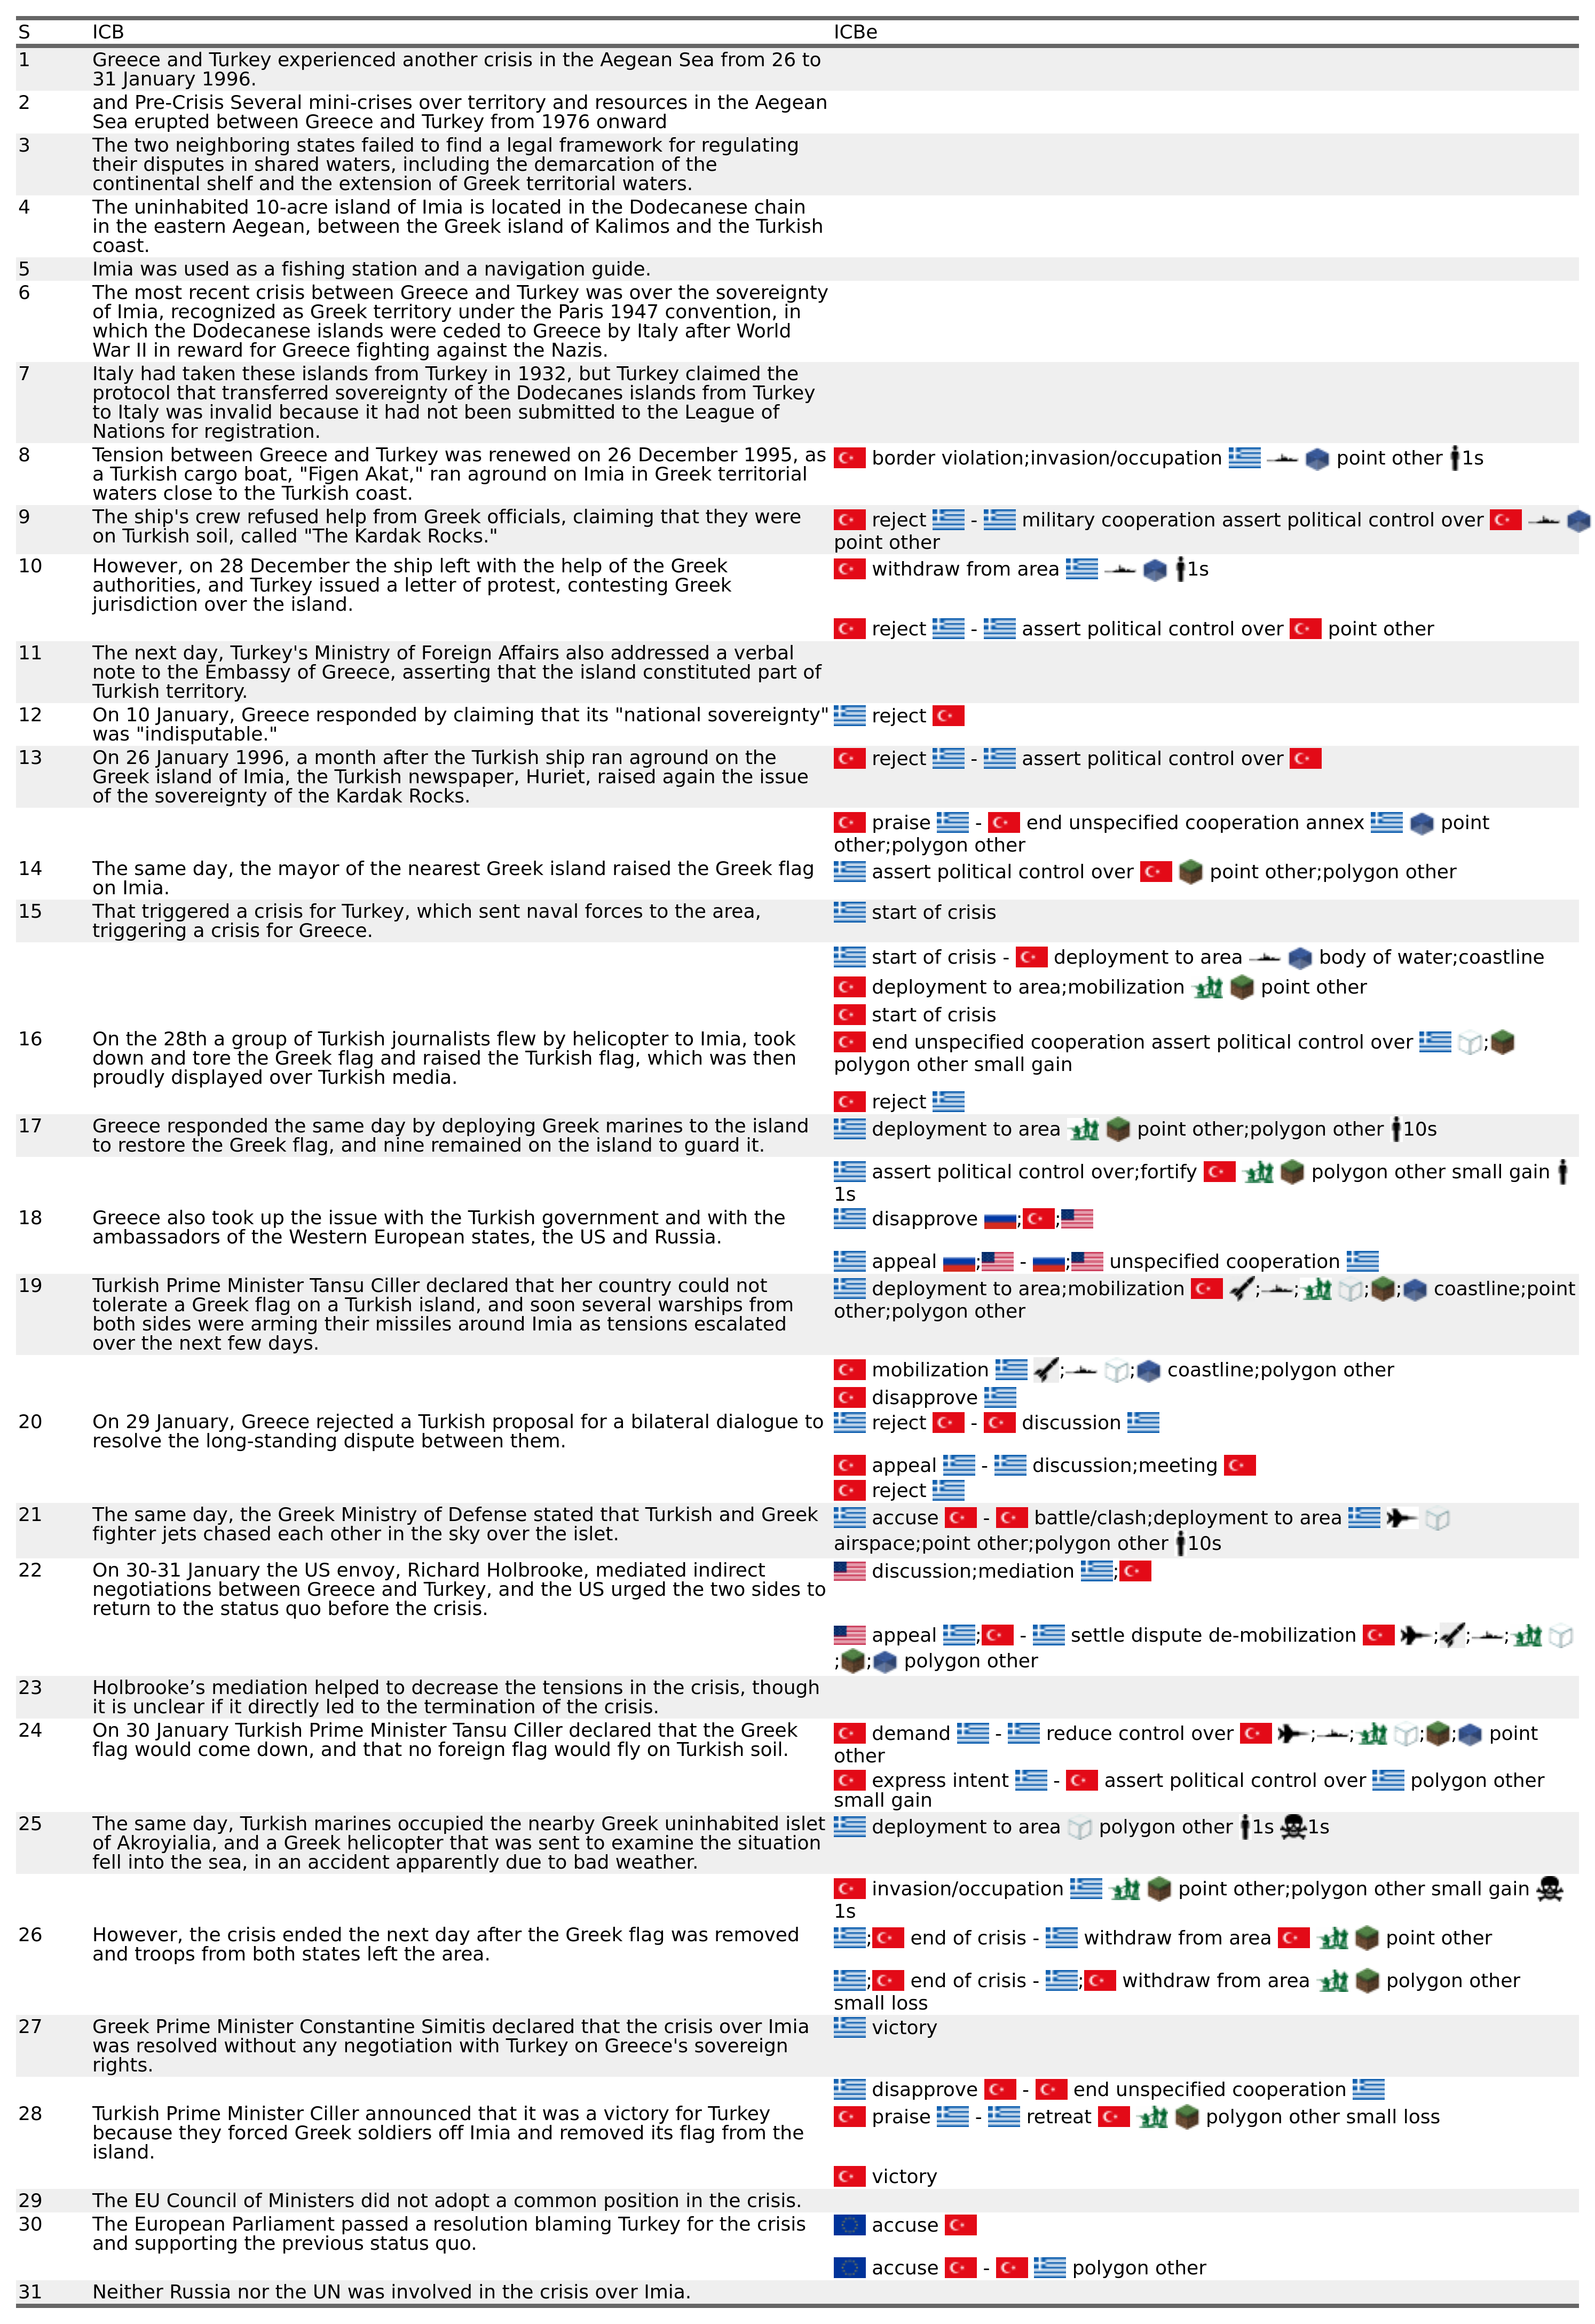 S ICB ICBe
1 Greece and Turkey experienced another crisis in the Aegean Sea from 26 to
31 January 1996.
2 and Pre-Crisis Several mini-crises over territory and resources in the Aegean
Sea erupted between Greece and Turkey from 1976 onward
3 The two neighboring states failed to find a legal framework for regulating
their disputes in shared waters, including the demarcation of the
continental shelf and the extension of Greek territorial waters.
4 The uninhabited 10-acre island of Imia is located in the Dodecanese chain
in the eastern Aegean, between the Greek island of Kalimos and the Turkish
coast.
5 Imia was used as a fishing station and a navigation guide.
6 The most recent crisis between Greece and Turkey was over the sovereignty
of Imia, recognized as Greek territory under the Paris 1947 convention, in
which the Dodecanese islands were ceded to Greece by Italy after World
War II in reward for Greece fighting against the Nazis.
7 Italy had taken these islands from Turkey in 1932, but Turkey claimed the
protocol that transferred sovereignty of the Dodecanes islands from Turkey
to Italy was invalid because it had not been submitted to the League of
Nations for registration.
8 Tension between Greece and Turkey was renewed on 26 December 1995, as
a Turkish cargo boat, "Figen Akat," ran aground on Imia in Greek territorial
waters close to the Turkish coast.
border violation;invasion/occupation point other 1s
9 The ship's crew refused help from Greek officials, claiming that they were
on Turkish soil, called "The Kardak Rocks."
reject - military cooperation assert political control over
point other
10 However, on 28 December the ship left with the help of the Greek
authorities, and Turkey issued a letter of protest, contesting Greek
jurisdiction over the island.
withdraw from area 1s
reject - assert political control over point other
11 The next day, Turkey's Ministry of Foreign Affairs also addressed a verbal
note to the Embassy of Greece, asserting that the island constituted part of
Turkish territory.
12 On 10 January, Greece responded by claiming that its "national sovereignty"
was "indisputable."
reject
13 On 26 January 1996, a month after the Turkish ship ran aground on the
Greek island of Imia, the Turkish newspaper, Huriet, raised again the issue
of the sovereignty of the Kardak Rocks.
reject - assert political control over
praise - end unspecified cooperation annex point
other;polygon other
14 The same day, the mayor of the nearest Greek island raised the Greek flag
on Imia.
assert political control over point other;polygon other
15 That triggered a crisis for Turkey, which sent naval forces to the area,
triggering a crisis for Greece.
start of crisis
start of crisis - deployment to area body of water;coastline
deployment to area;mobilization point other
start of crisis
16 On the 28th a group of Turkish journalists flew by helicopter to Imia, took
down and tore the Greek flag and raised the Turkish flag, which was then
proudly displayed over Turkish media.
end unspecified cooperation assert political control over ;
polygon other small gain
reject
17 Greece responded the same day by deploying Greek marines to the island
to restore the Greek flag, and nine remained on the island to guard it.
deployment to area point other;polygon other 10s
assert political control over;fortify polygon other small gain
1s
18 Greece also took up the issue with the Turkish government and with the
ambassadors of the Western European states, the US and Russia.
disapprove ; ;
appeal ; - ; unspecified cooperation
19 Turkish Prime Minister Tansu Ciller declared that her country could not
tolerate a Greek flag on a Turkish island, and soon several warships from
both sides were arming their missiles around Imia as tensions escalated
over the next few days.
deployment to area;mobilization ; ; ; ; coastline;point
other;polygon other
mobilization ; ; coastline;polygon other
disapprove
20 On 29 January, Greece rejected a Turkish proposal for a bilateral dialogue to
resolve the long-standing dispute between them.
reject - discussion
appeal - discussion;meeting
reject
21 The same day, the Greek Ministry of Defense stated that Turkish and Greek
fighter jets chased each other in the sky over the islet.
accuse - battle/clash;deployment to area
airspace;point other;polygon other 10s
22 On 30-31 January the US envoy, Richard Holbrooke, mediated indirect
negotiations between Greece and Turkey, and the US urged the two sides to
return to the status quo before the crisis.
discussion;mediation ;
appeal ; - settle dispute de-mobilization ; ; ;
; ; polygon other
23 Holbrooke’s mediation helped to decrease the tensions in the crisis, though
it is unclear if it directly led to the termination of the crisis.
24 On 30 January Turkish Prime Minister Tansu Ciller declared that the Greek
flag would come down, and that no foreign flag would fly on Turkish soil.
demand - reduce control over ; ; ; ; point
other
express intent - assert political control over polygon other
small gain
25 The same day, Turkish marines occupied the nearby Greek uninhabited islet
of Akroyialia, and a Greek helicopter that was sent to examine the situation
fell into the sea, in an accident apparently due to bad weather.
deployment to area polygon other 1s 1s
invasion/occupation point other;polygon other small gain
1s
26 However, the crisis ended the next day after the Greek flag was removed
and troops from both states left the area.
; end of crisis - withdraw from area point other
; end of crisis - ; withdraw from area polygon other
small loss
27 Greek Prime Minister Constantine Simitis declared that the crisis over Imia
was resolved without any negotiation with Turkey on Greece's sovereign
rights.
victory
disapprove - end unspecified cooperation
28 Turkish Prime Minister Ciller announced that it was a victory for Turkey
because they forced Greek soldiers off Imia and removed its flag from the
island.
praise - retreat polygon other small loss
victory
29 The EU Council of Ministers did not adopt a common position in the crisis.
30 The European Parliament passed a resolution blaming Turkey for the crisis
and supporting the previous status quo.
accuse
accuse - polygon other
31 Neither Russia nor the UN was involved in the crisis over Imia.